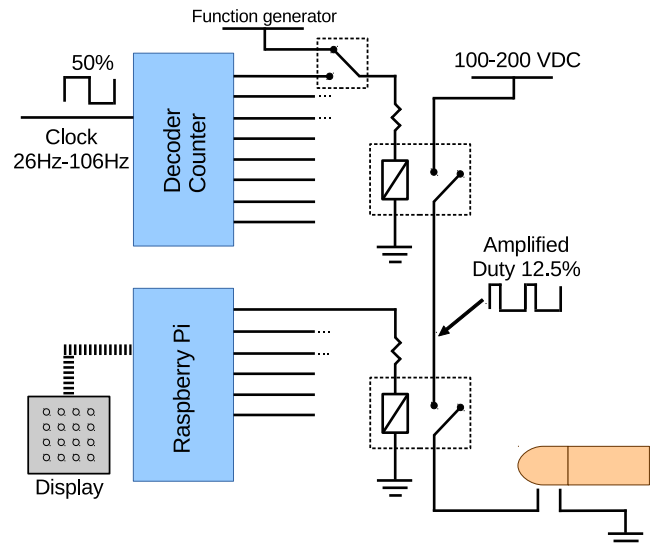 Function generator
50%
100-200 VDC
Clock
26Hz-106Hz
Decoder
Counter
Amplified
Duty 12.5%
Raspberry Pi
Display